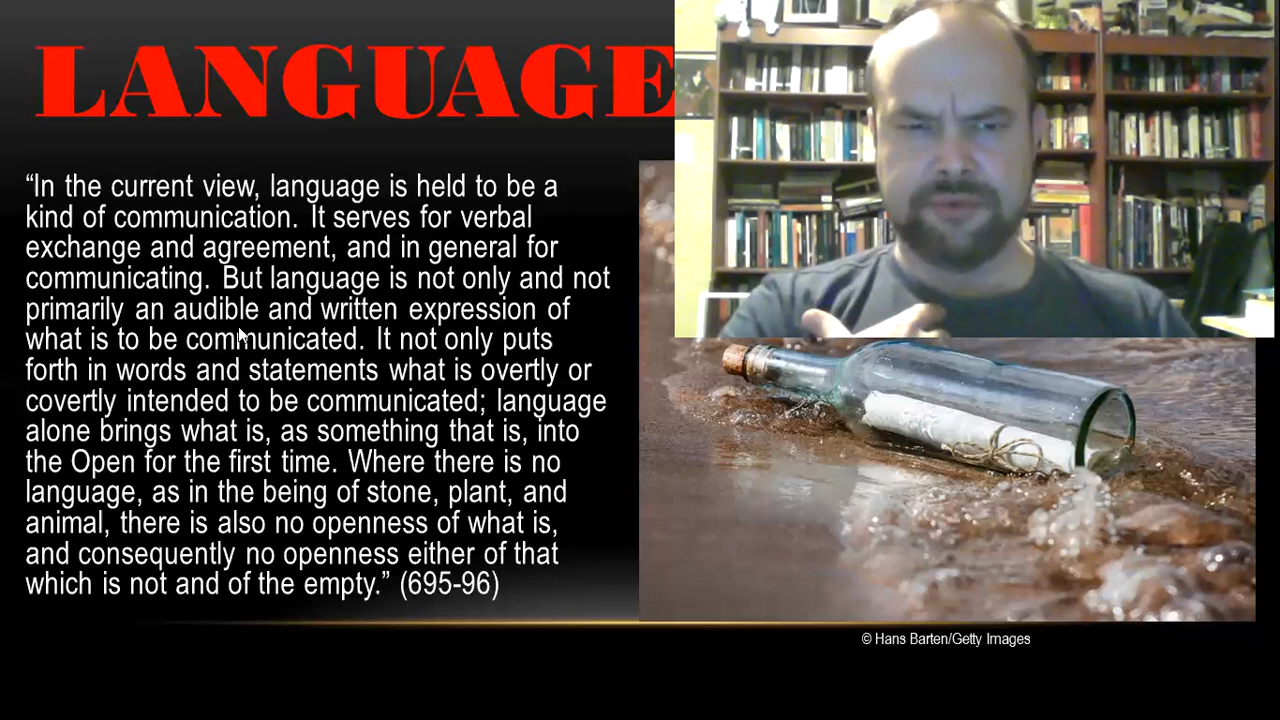 LANGUAGE
“In the current view, language is held to be a
kind of communication. It serves for verbal
exchange and agreement, and in general for
communicating. But language is not only and not
primarily an audible and written expression of
what is to be communicated. It not only puts
forth in words and statements what is overtly or
covertly intended to be communicated; language
alone brings what is, as something that is, into
the Open for the first time. Where there is no
language, as in the being of stone, plant, and
animal, there is also no openness of what is,
and consequently no openness either of that
which is not and of the empty.” (695-96)
© Hans Barten/Getty Images